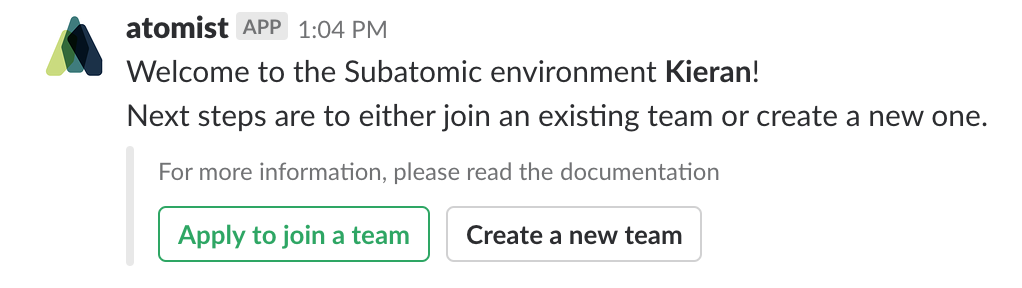 atomist APP 1:04 PM
Welcome to the Subatomic environment Kieran!
Next steps are to either join an existing team or create a new one.
For more information, please read the documentation
Apply to join a team Create a new team